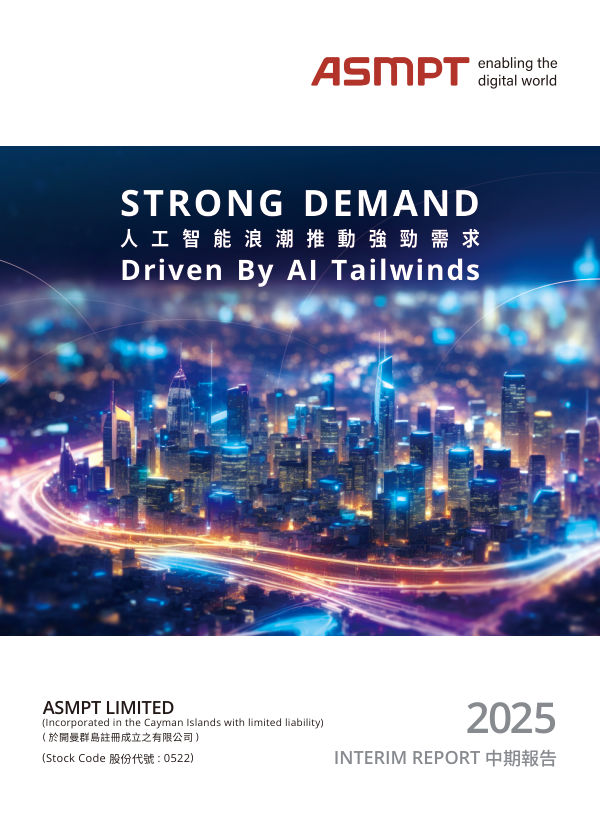 ASMPT enabling the
digital world
STRONG DEMAND
人工智能浪潮推動強勁需求
Driven By AI Tailwinds
ASMPT LIMITED
(Incorporated in the Cayman Islands with limited liability)
(於開曼群島註冊成立之有限公司)
(Stock Code 股份代號 : 0522)
2025
INTERIM REPORT 中期報告